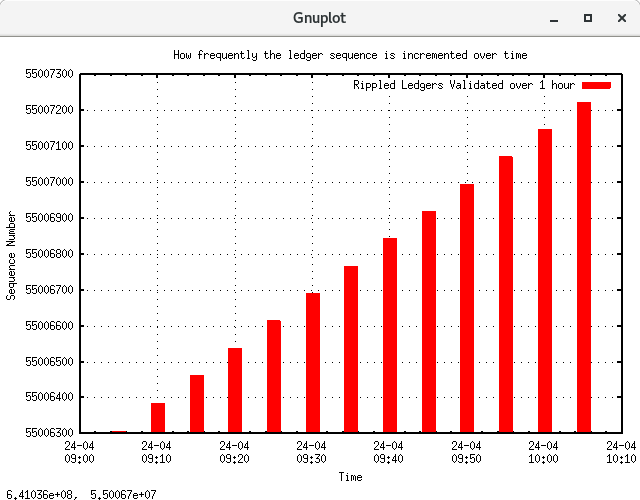 Gnuplot
How frequently the ledger sequence is incremented over time
Rippled Ledgers Validated over 1 hour
55007300
55007200
55007100
55007000
55006900
55006800
55006700
55006600
55006500
55006400
55006300
Sequence Number
24-04 24-04 24-04 24-04 24-04 24-04 24-04 24-04
09:00 09:10 09:20 09:30 09:40 09:50 10:00 10:10
Time
6.41036e+08, 5.50067e+07